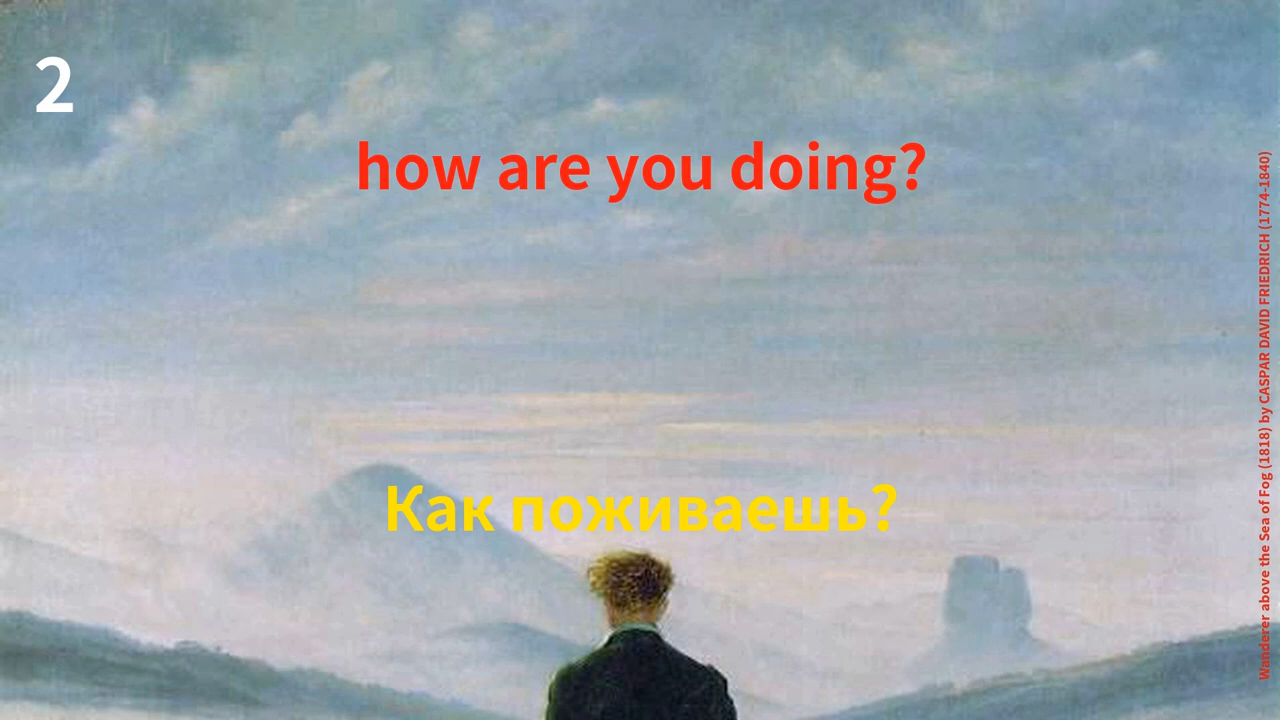 2
how are you doing?
Как поживаешь?
Wanderer above the Sea of Fog (1818) by CASPAR DAVID FRIEDRICH (1774-1840)